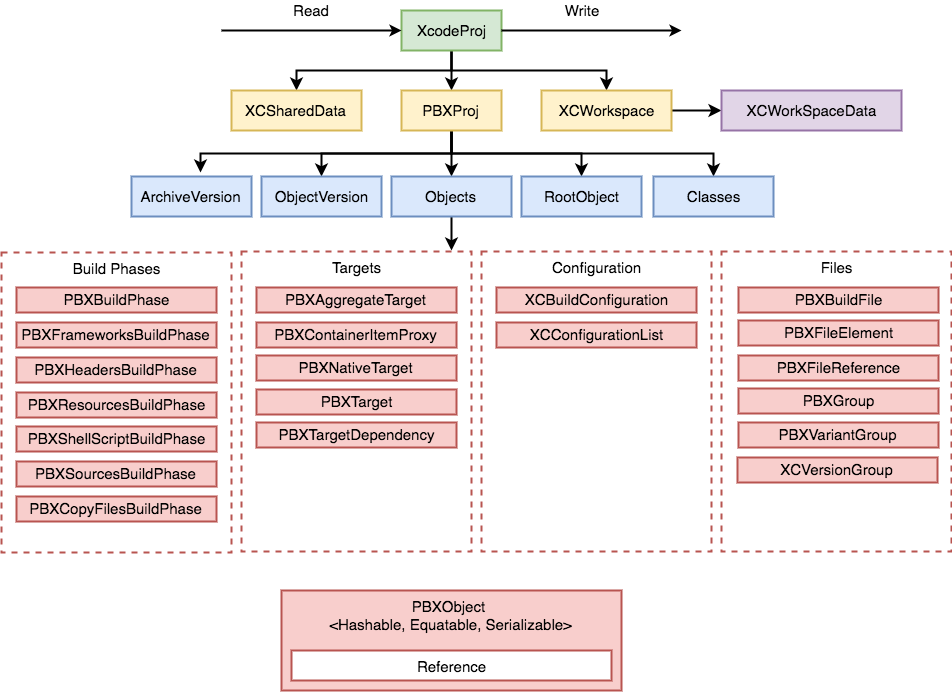 Read
Write
XcodeProj
XCSharedData
PBXProj
XCWorkspace
XCWorkSpaceData
ArchiveVersion
ObjectVersion
Objects
RootObject
Classes
Build Phases
PBXBuildPhase
PBXFrameworksBuildPhase
PBXHeadersBuildPhase
PBXResourcesBuildPhase
PBXShellScriptBuildPhase
PBXSourcesBuildPhase
PBXCopyFilesBuildPhase
Targets
PBXAggregateTarget
PBXContainerItemProxy
PBXNativeTarget
PBXTarget
PBXTargetDependency
Configuration
XCBuildConfiguration
XCConfigurationList
Files
PBXBuildFile
PBXFileElement
PBXFileReference
PBXGroup
PBXVariantGroup
XCVersionGroup
PBXObject
<Hashable, Equatable, Serializable>
Reference